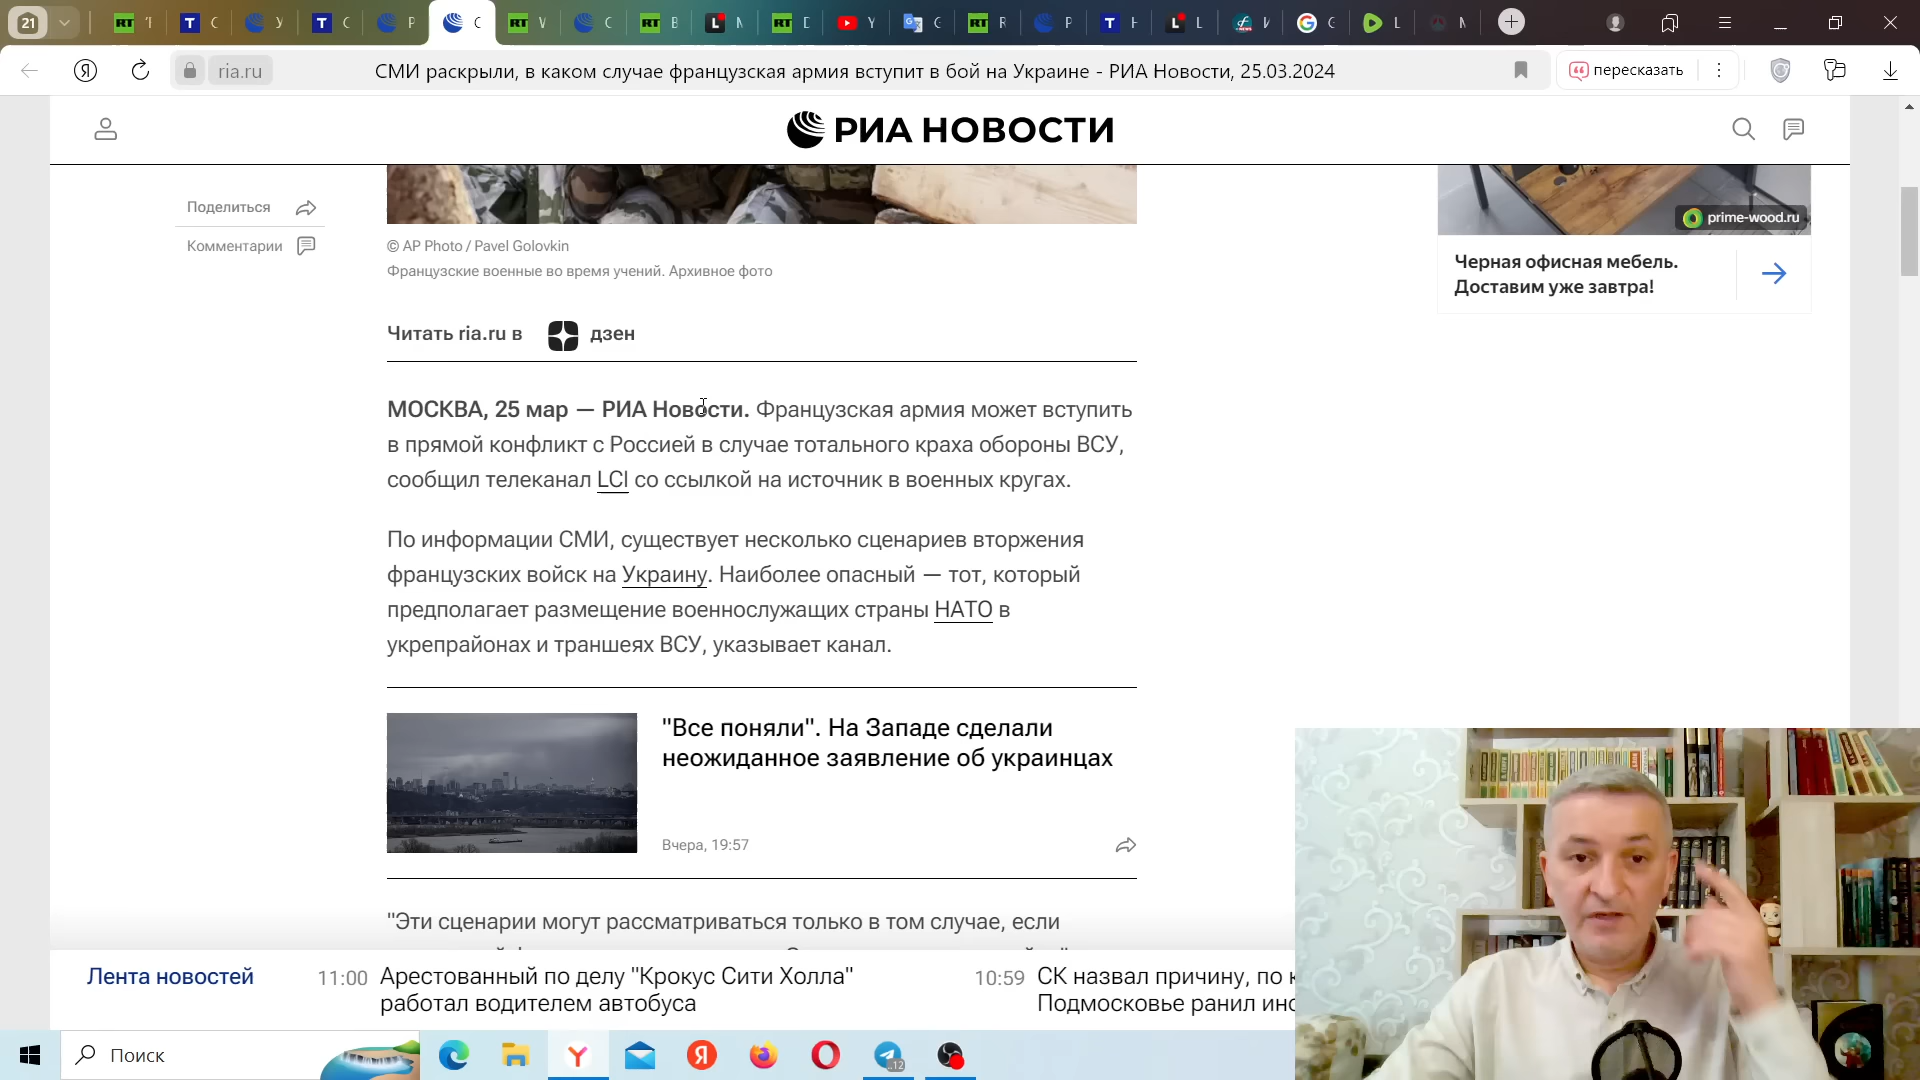 21
ria.ru
СМИ раскрыли, в каком случае французская армия вступит в бой на Украине - РИА Новости, 25.03.2024
пересказать
РИА НОВОСТИ
Поделиться
Комментарии
© AP Photo / Pavel Golovkin
Французские военные во время учений. Архивное фото
prime-wood.ru
Черная офисная мебель.
Доставим уже завтра!
Читать ria.ru в дзен
МОСКВА, 25 мар — РИА Новости. Французская армия может вступить
в прямой конфликт с Россией в случае тотального краха обороны ВСУ,
сообщил телеканал LCI со ссылкой на источник в военных кругах.
По информации СМИ, существует несколько сценариев вторжения
французских войск на Украину. Наиболее опасный — тот, который
предполагает размещение военнослужащих страны НАТО в
укрепрайонах и траншеях ВСУ, указывает канал.
"Все поняли". На Западе сделали
неожиданное заявление об украинцах
Вчера, 19:57
"Эти сценарии могут рассматриваться только в том случае, если
Лента новостей
11:00 Арестованный по делу "Крокус Сити Холла"
работал водителем автобуса
10:59 СК назвал причину, по
Подмосковье ранил
Поиск